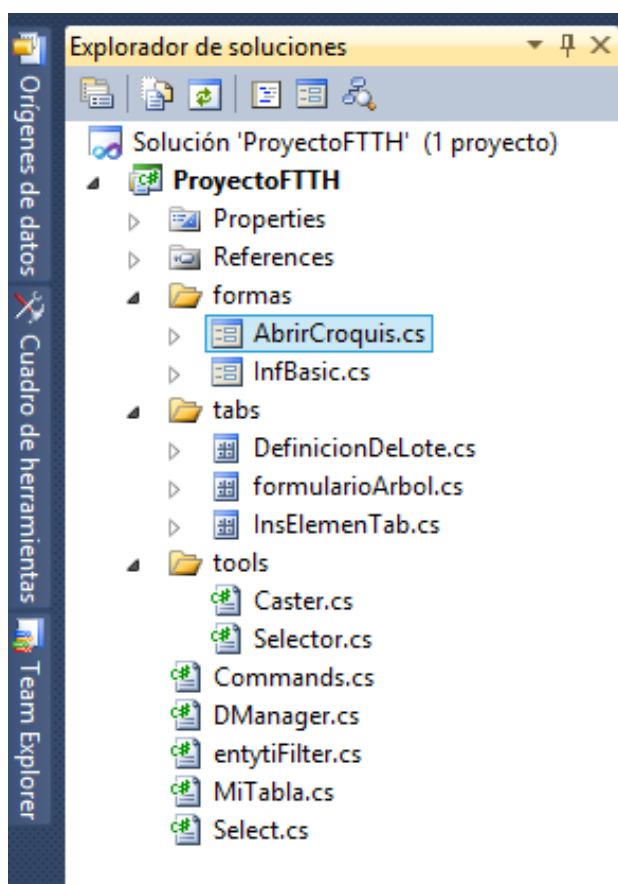 Explorador de soluciones
Solución 'ProyectoFTTH' (1 proyecto)
ProyectoFTTH
Properties
References
formas
AbrirCroquis.cs
InfBasic.cs
tabs
DefinicionDeLote.cs
formularioArbol.cs
InsElemenTab.cs
tools
Caster.cs
Selector.cs
Commands.cs
DManager.cs
entytiFilter.cs
MiTabla.cs
Select.cs
Orígenes de datos
Cuadro de herramientas
Team Explorer